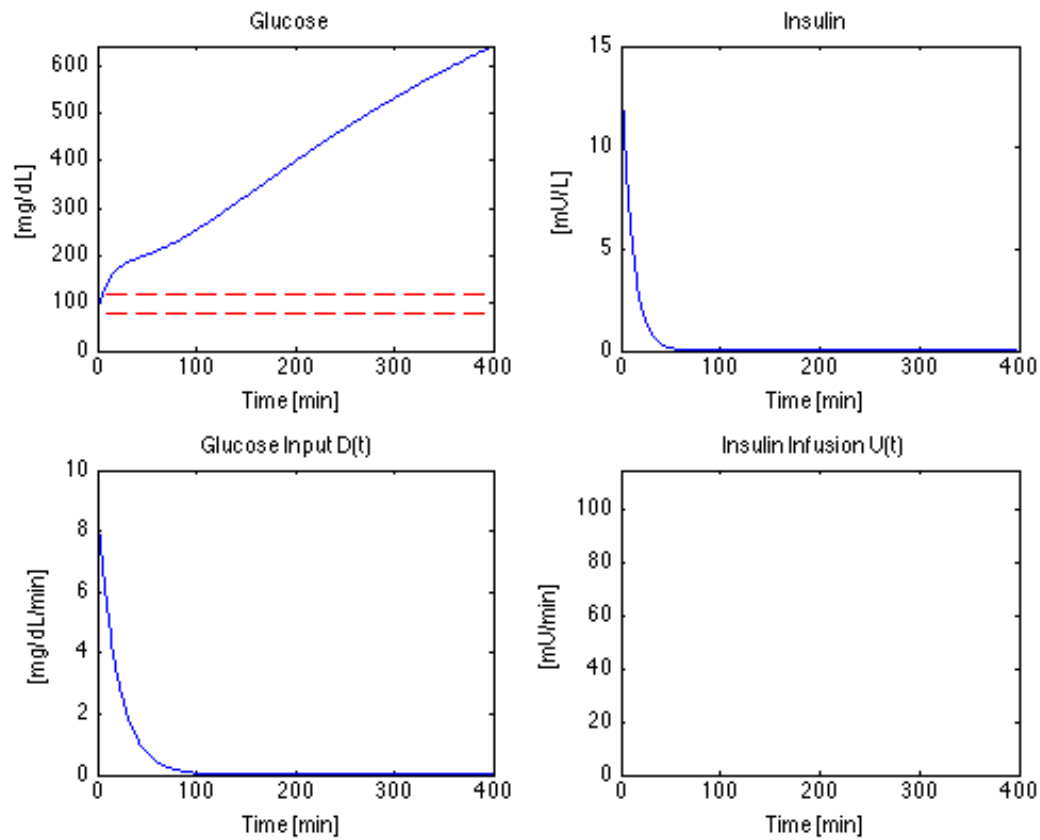 Glucose
600
500
400
300
200
100
0
[mg/dL]
0 100 200 300 400
Time [min]
Insulin
15
10
5
0
[mU/L]
0 100 200 300 400
Time [min]
Glucose Input D(t)
10
8
6
4
2
0
[mg/dL/min]
0 100 200 300 400
Time [min]
Insulin Infusion U(t)
100
80
60
40
20
0
[mU/min]
0 100 200 300 400
Time [min]